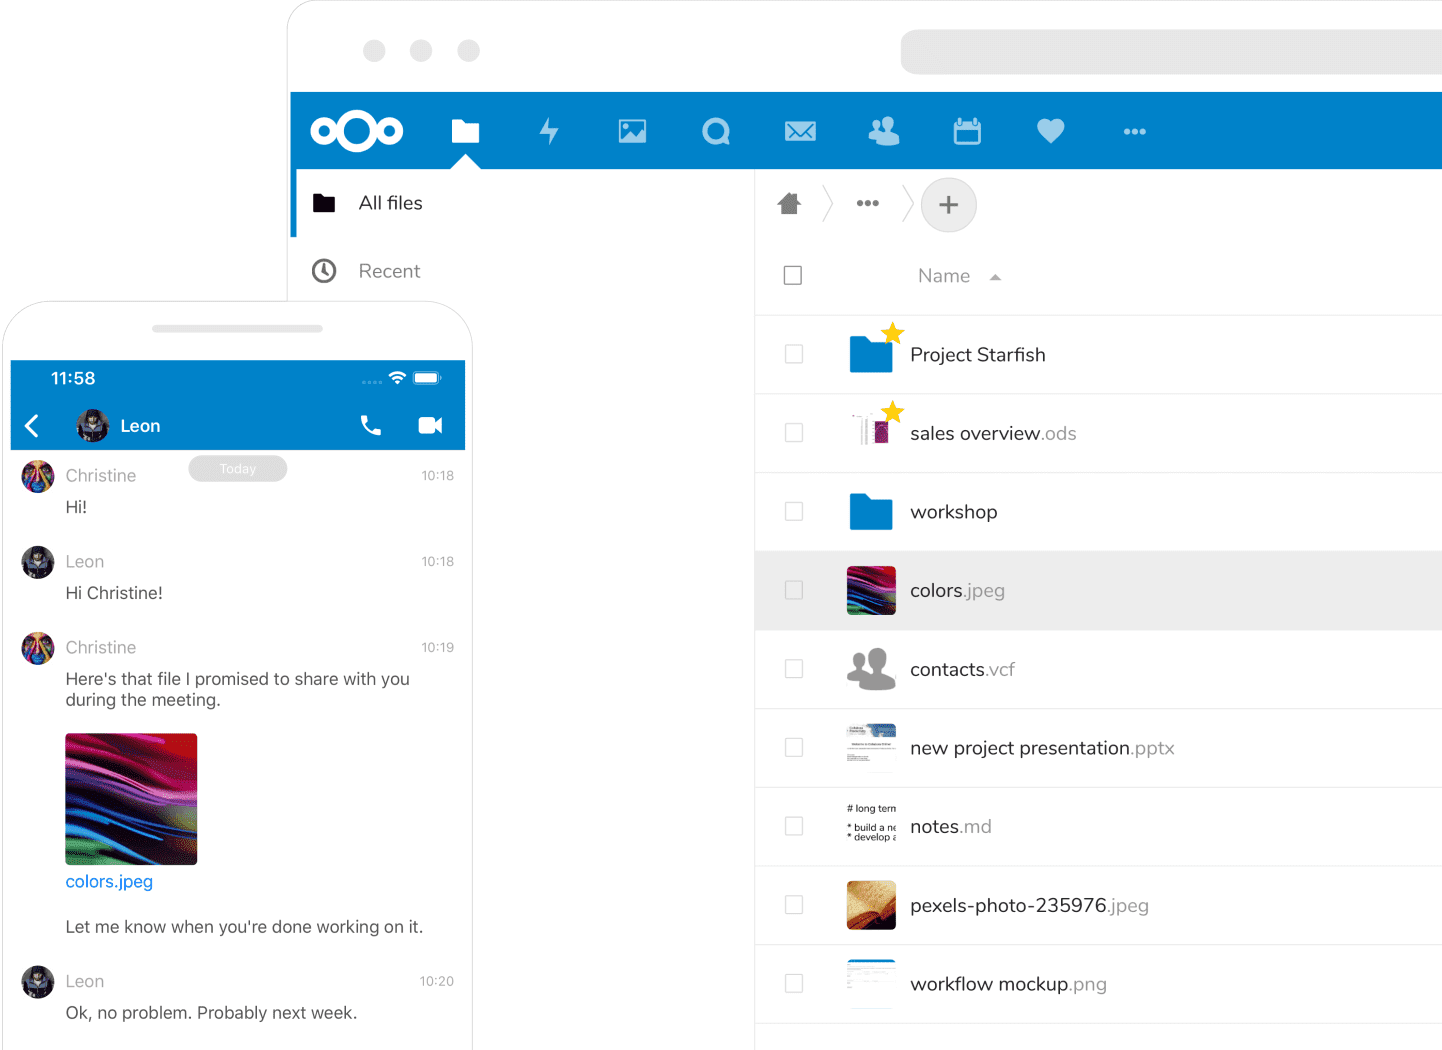 All files
Recent
Name
Project Starfish
sales overview.ods
workshop
colors.jpeg
contacts.vcf
new project presentation.pptx
# long term
* build a ne
* develop a
notes.md
pexels-photo-235976.jpeg
workflow mockup.png
11:58
Leon
Today
Christine 10:18
Hi!
Leon 10:18
Hi Christine!
Christine 10:19
Here's that file I promised to share with you
during the meeting.
colors.jpeg
Let me know when you're done working on it.
Leon 10:20
Ok, no problem. Probably next week.